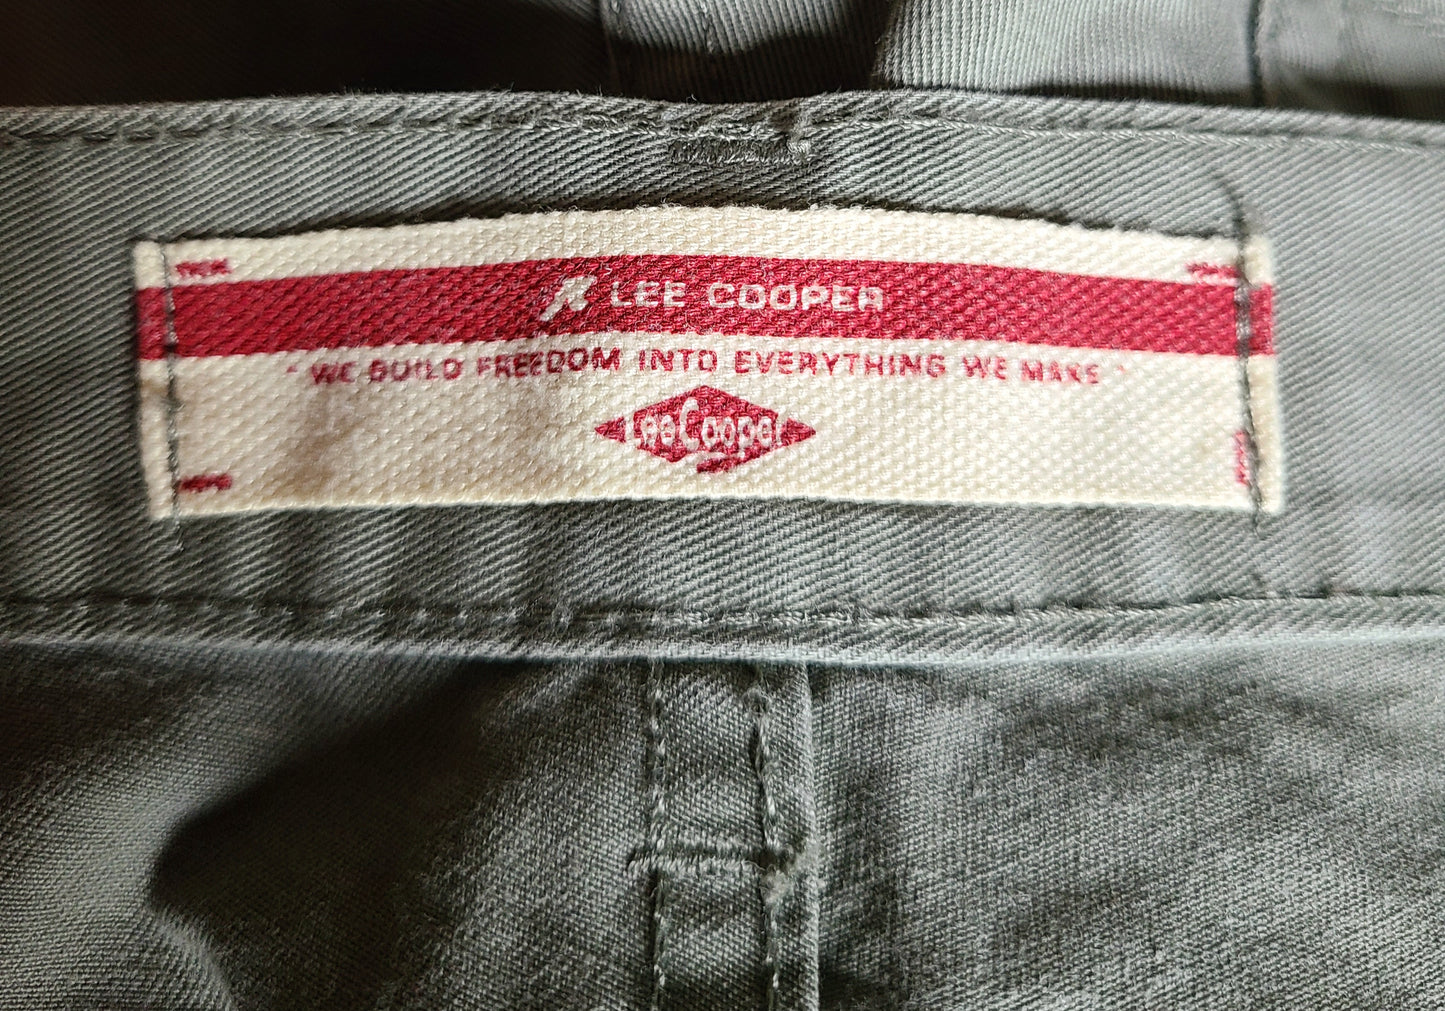 LEE COOPER
" WE BUILD FREEDOM INTO EVERYTHING WE MAKE "
LeeCooper